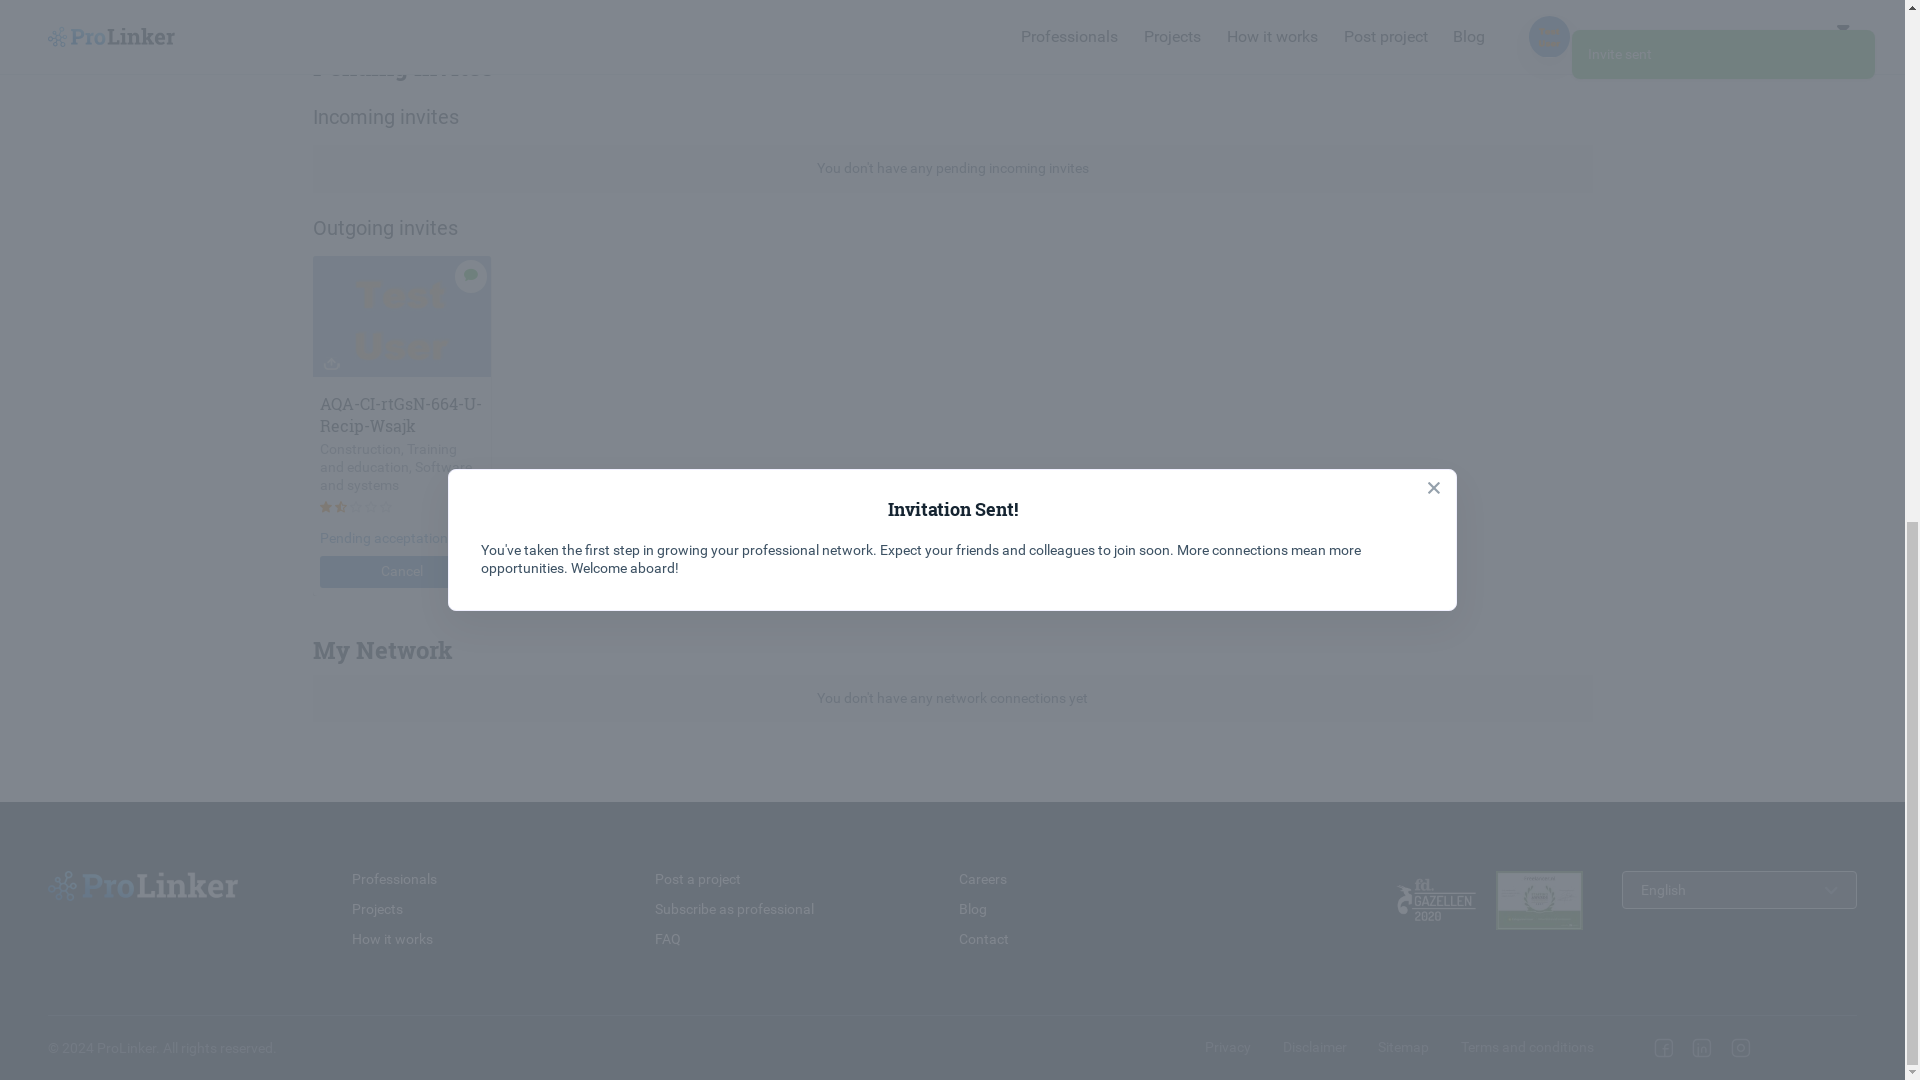 ProLinker
Professionals Projects How it works Post project Blog
Invite sent
Incoming invites
You don't have any pending incoming invites
Outgoing invites
Test
User
AQA-CI-rtGsN-664-U-
Recip-Wsajk
Construction, Training
and education, Software
and systems
Pending acceptation
Cancel
Invitation Sent!
You've taken the first step in growing your professional network. Expect your friends and colleagues to join soon. More connections mean more
opportunities. Welcome aboard!
My Network
You don't have any network connections yet
ProLinker
Professionals
Projects
How it works
Post a project
Subscribe as professional
FAQ
Careers
Blog
Contact
fd.
GAZELLEN
2020
English
© 2024 ProLinker. All rights reserved
Privacy Disclaimer Sitemap Terms and conditions